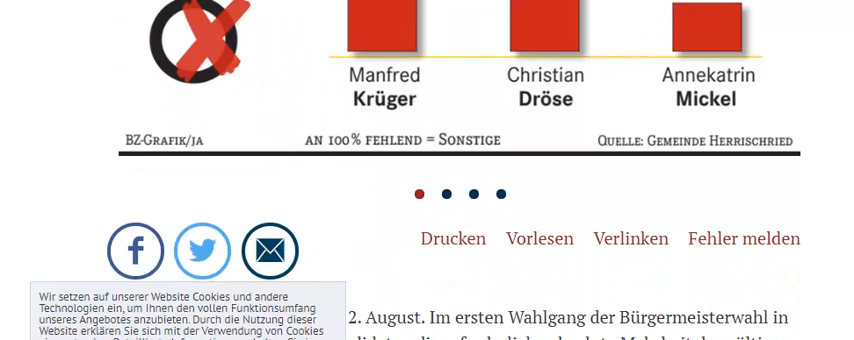 Manfred Christian Annekatrin
Krüger Dröse Mickel
BZ-GRAFIK/JA AN 100% FEHLEND = SONSTIGE QUELLE: GEMEINDE HERRISCHRIED
Drucken Vorlesen Verlinken Fehler melden
Wir setzen auf unserer Website Cookies und andere
Technologien ein, um Ihnen den vollen Funktionsumfang
unseres Angebotes anzubieten. Durch die Nutzung dieser
Website erklären Sie sich mit der Verwendung von Cookies
2. August. Im ersten Wahlgang der Bürgermeisterwahl in